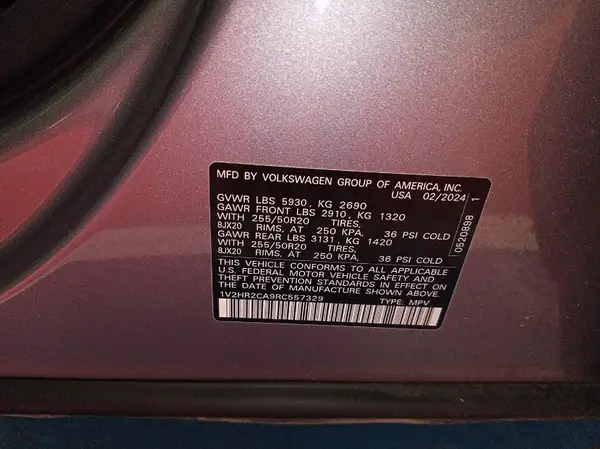 MFD BY VOLKSWAGEN GROUP OF AMERICA, INC.
USA 02/2024
GVWR LBS 5930, KG 2690
GAWR FRONT LBS 2910, KG 1320
WITH 255/50R20 TIRES,
8JX20 RIMS, AT 250 KPA, 36 PSI COLD
GAWR REAR LBS 3131, KG 1420
WITH 255/50R20 TIRES,
8JX20 RIMS, AT 250 KPA, 36 PSI COLD
THIS VEHICLE CONFORMS TO ALL APPLICABLE
U.S. FEDERAL MOTOR VEHICLE SAFETY AND
THEFT PREVENTION STANDARDS IN EFFECT ON
THE DATE OF MANUFACTURE SHOWN ABOVE.
1V2HR2CA9RC557329 TYPE: MPV
0520898 1